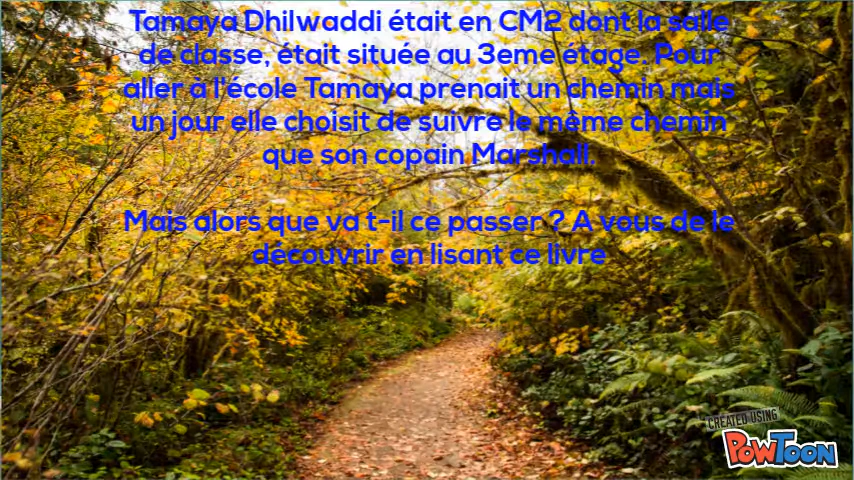 Tamaya Dhilwaddi était en CM2 dont la salle
de classe, était située au 3eme étage. Pour
aller à l'école Tamaya prenait un chemin mais
un jour elle choisit de suivre le même chemin
que son copain Marshall.
Mais alors que va t-il ce passer ? A vous de le
découvrir en lisant ce livre
CREATED USING
POWTOON